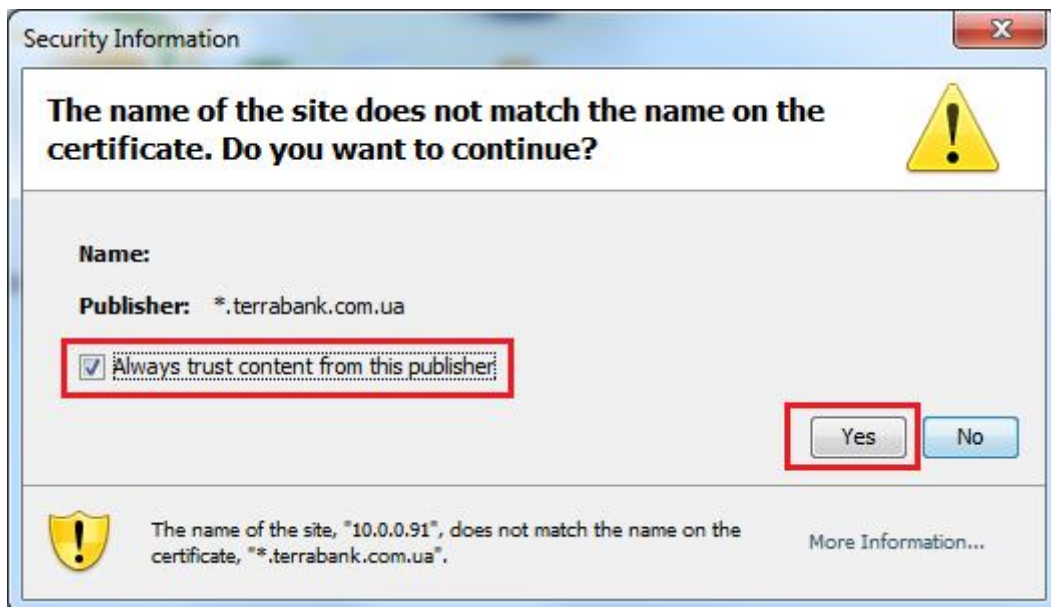 Security Information
The name of the site does not match the name on the
certificate. Do you want to continue?
Name:
Publisher: *.terrabank.com.ua
Always trust content from this publisher
Yes No
The name of the site, "10.0.0.91", does not match the name on the
certificate, "*.terrabank.com.ua".
More Information...